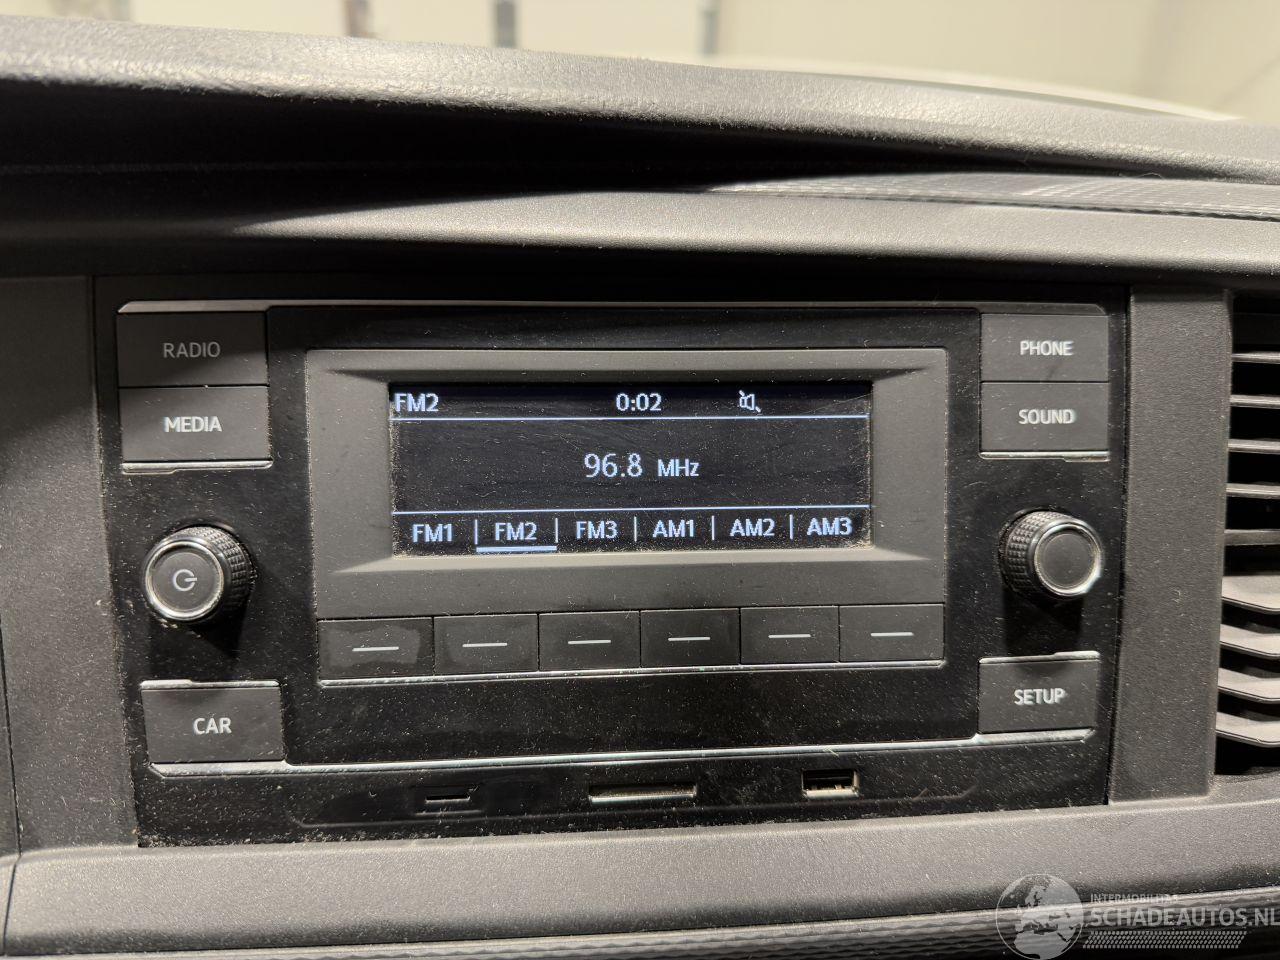 RADIO
MEDIA
FM2 0:02
96.8 MHz
FM1 | FM2 | FM3 | AM1 | AM2 | AM3
PHONE
SOUND
CAR
SETUP
SCHADEAUTOS.NL